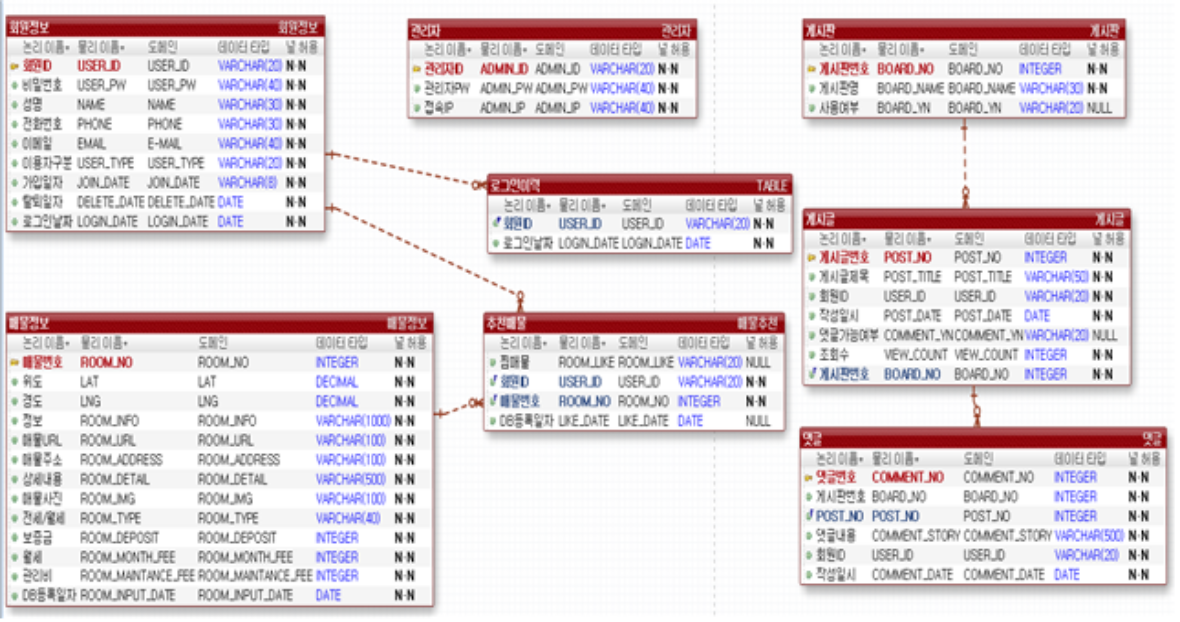 회원정보 회원정보
논리 이름 물리 이름 도메인 데이터 타입 널 허용
회원ID USER_ID USER_ID VARCHAR(20) N-N
비밀번호 USER_PW USER_PW VARCHAR(40) N-N
성명 NAME NAME VARCHAR(30) N-N
전화번호 PHONE PHONE VARCHAR(30) N-N
이메일 EMAIL E-MAIL VARCHAR(40) N-N
이용자구분 USER_TYPE USER_TYPE VARCHAR(20) N-N
가입일자 JOIN_DATE JOIN_DATE VARCHAR(8) N-N
탈퇴일자 DELETE_DATE DELETE_DATE DATE N-N
로그인날짜 LOGIN_DATE LOGIN_DATE DATE N-N
관리자 관리자
논리 이름 물리 이름 도메인 데이터 타입 널 허용
관리자ID ADMIN_ID ADMIN_ID VARCHAR(20) N-N
관리자PW ADMIN_PW ADMIN_PW VARCHAR(40) N-N
접속IP ADMIN_IP ADMIN_IP VARCHAR(40) N-N
게시판 게시판
논리 이름 물리 이름 도메인 데이터 타입 널 허용
게시판번호 BOARD_NO BOARD_NO INTEGER N-N
게시판명 BOARD_NAME BOARD_NAME VARCHAR(30) N-N
사용여부 BOARD_YN BOARD_YN VARCHAR(20) NULL
로그인이력 TABLE
논리 이름 물리 이름 도메인 데이터 타입 널 허용
회원ID USER_ID USER_ID VARCHAR(20) N-N
로그인날짜 LOGIN_DATE LOGIN_DATE DATE N-N
게시글 게시글
논리 이름 물리 이름 도메인 데이터 타입 널 허용
게시글번호 POST_NO POST_NO INTEGER N-N
게시글제목 POST_TITLE POST_TITLE VARCHAR(50) N-N
회원ID USER_ID USER_ID VARCHAR(20) N-N
작성일시 POST_DATE POST_DATE DATE N-N
댓글가능여부 COMMENT_YN COMMENT_YN VARCHAR(20) NULL
조회수 VIEW_COUNT VIEW_COUNT INTEGER N-N
게시판번호 BOARD_NO BOARD_NO INTEGER N-N
매물정보 매물정보
논리 이름 물리 이름 도메인 데이터 타입 널 허용
매물번호 ROOM_NO ROOM_NO INTEGER N-N
위도 LAT LAT DECIMAL N-N
경도 LNG LNG DECIMAL N-N
정보 ROOM_INFO ROOM_INFO VARCHAR(1000) N-N
매물URL ROOM_URL ROOM_URL VARCHAR(100) N-N
매물주소 ROOM_ADDRESS ROOM_ADDRESS VARCHAR(100) N-N
상세내용 ROOM_DETAIL ROOM_DETAIL VARCHAR(500) N-N
매물사진 ROOM_IMG ROOM_IMG VARCHAR(100) N-N
전세/월세 ROOM_TYPE ROOM_TYPE VARCHAR(40) N-N
보증금 ROOM_DEPOSIT ROOM_DEPOSIT INTEGER N-N
월세 ROOM_MONTH_FEE ROOM_MONTH_FEE INTEGER N-N
관리비 ROOM_MAINTANCE_FEE ROOM_MAINTANCE_FEE INTEGER N-N
DB등록일자 ROOM_INPUT_DATE ROOM_INPUT_DATE DATE N-N
추천매물 매물추천
논리 이름 물리 이름 도메인 데이터 타입 널 허용
찜매물 ROOM_LIKE ROOM_LIKE VARCHAR(20) NULL
회원ID USER_ID USER_ID VARCHAR(20) N-N
매물번호 ROOM_NO ROOM_NO INTEGER N-N
DB등록일자 LIKE_DATE LIKE_DATE DATE NULL
댓글 댓글
논리 이름 물리 이름 도메인 데이터 타입 널 허용
댓글번호 COMMENT_NO COMMENT_NO INTEGER N-N
게시판번호 BOARD_NO BOARD_NO INTEGER N-N
POST_NO POST_NO POST_NO INTEGER N-N
댓글내용 COMMENT_STORY COMMENT_STORY VARCHAR(500) N-N
회원ID USER_ID USER_ID VARCHAR(20) N-N
작성일시 COMMENT_DATE COMMENT_DATE DATE N-N